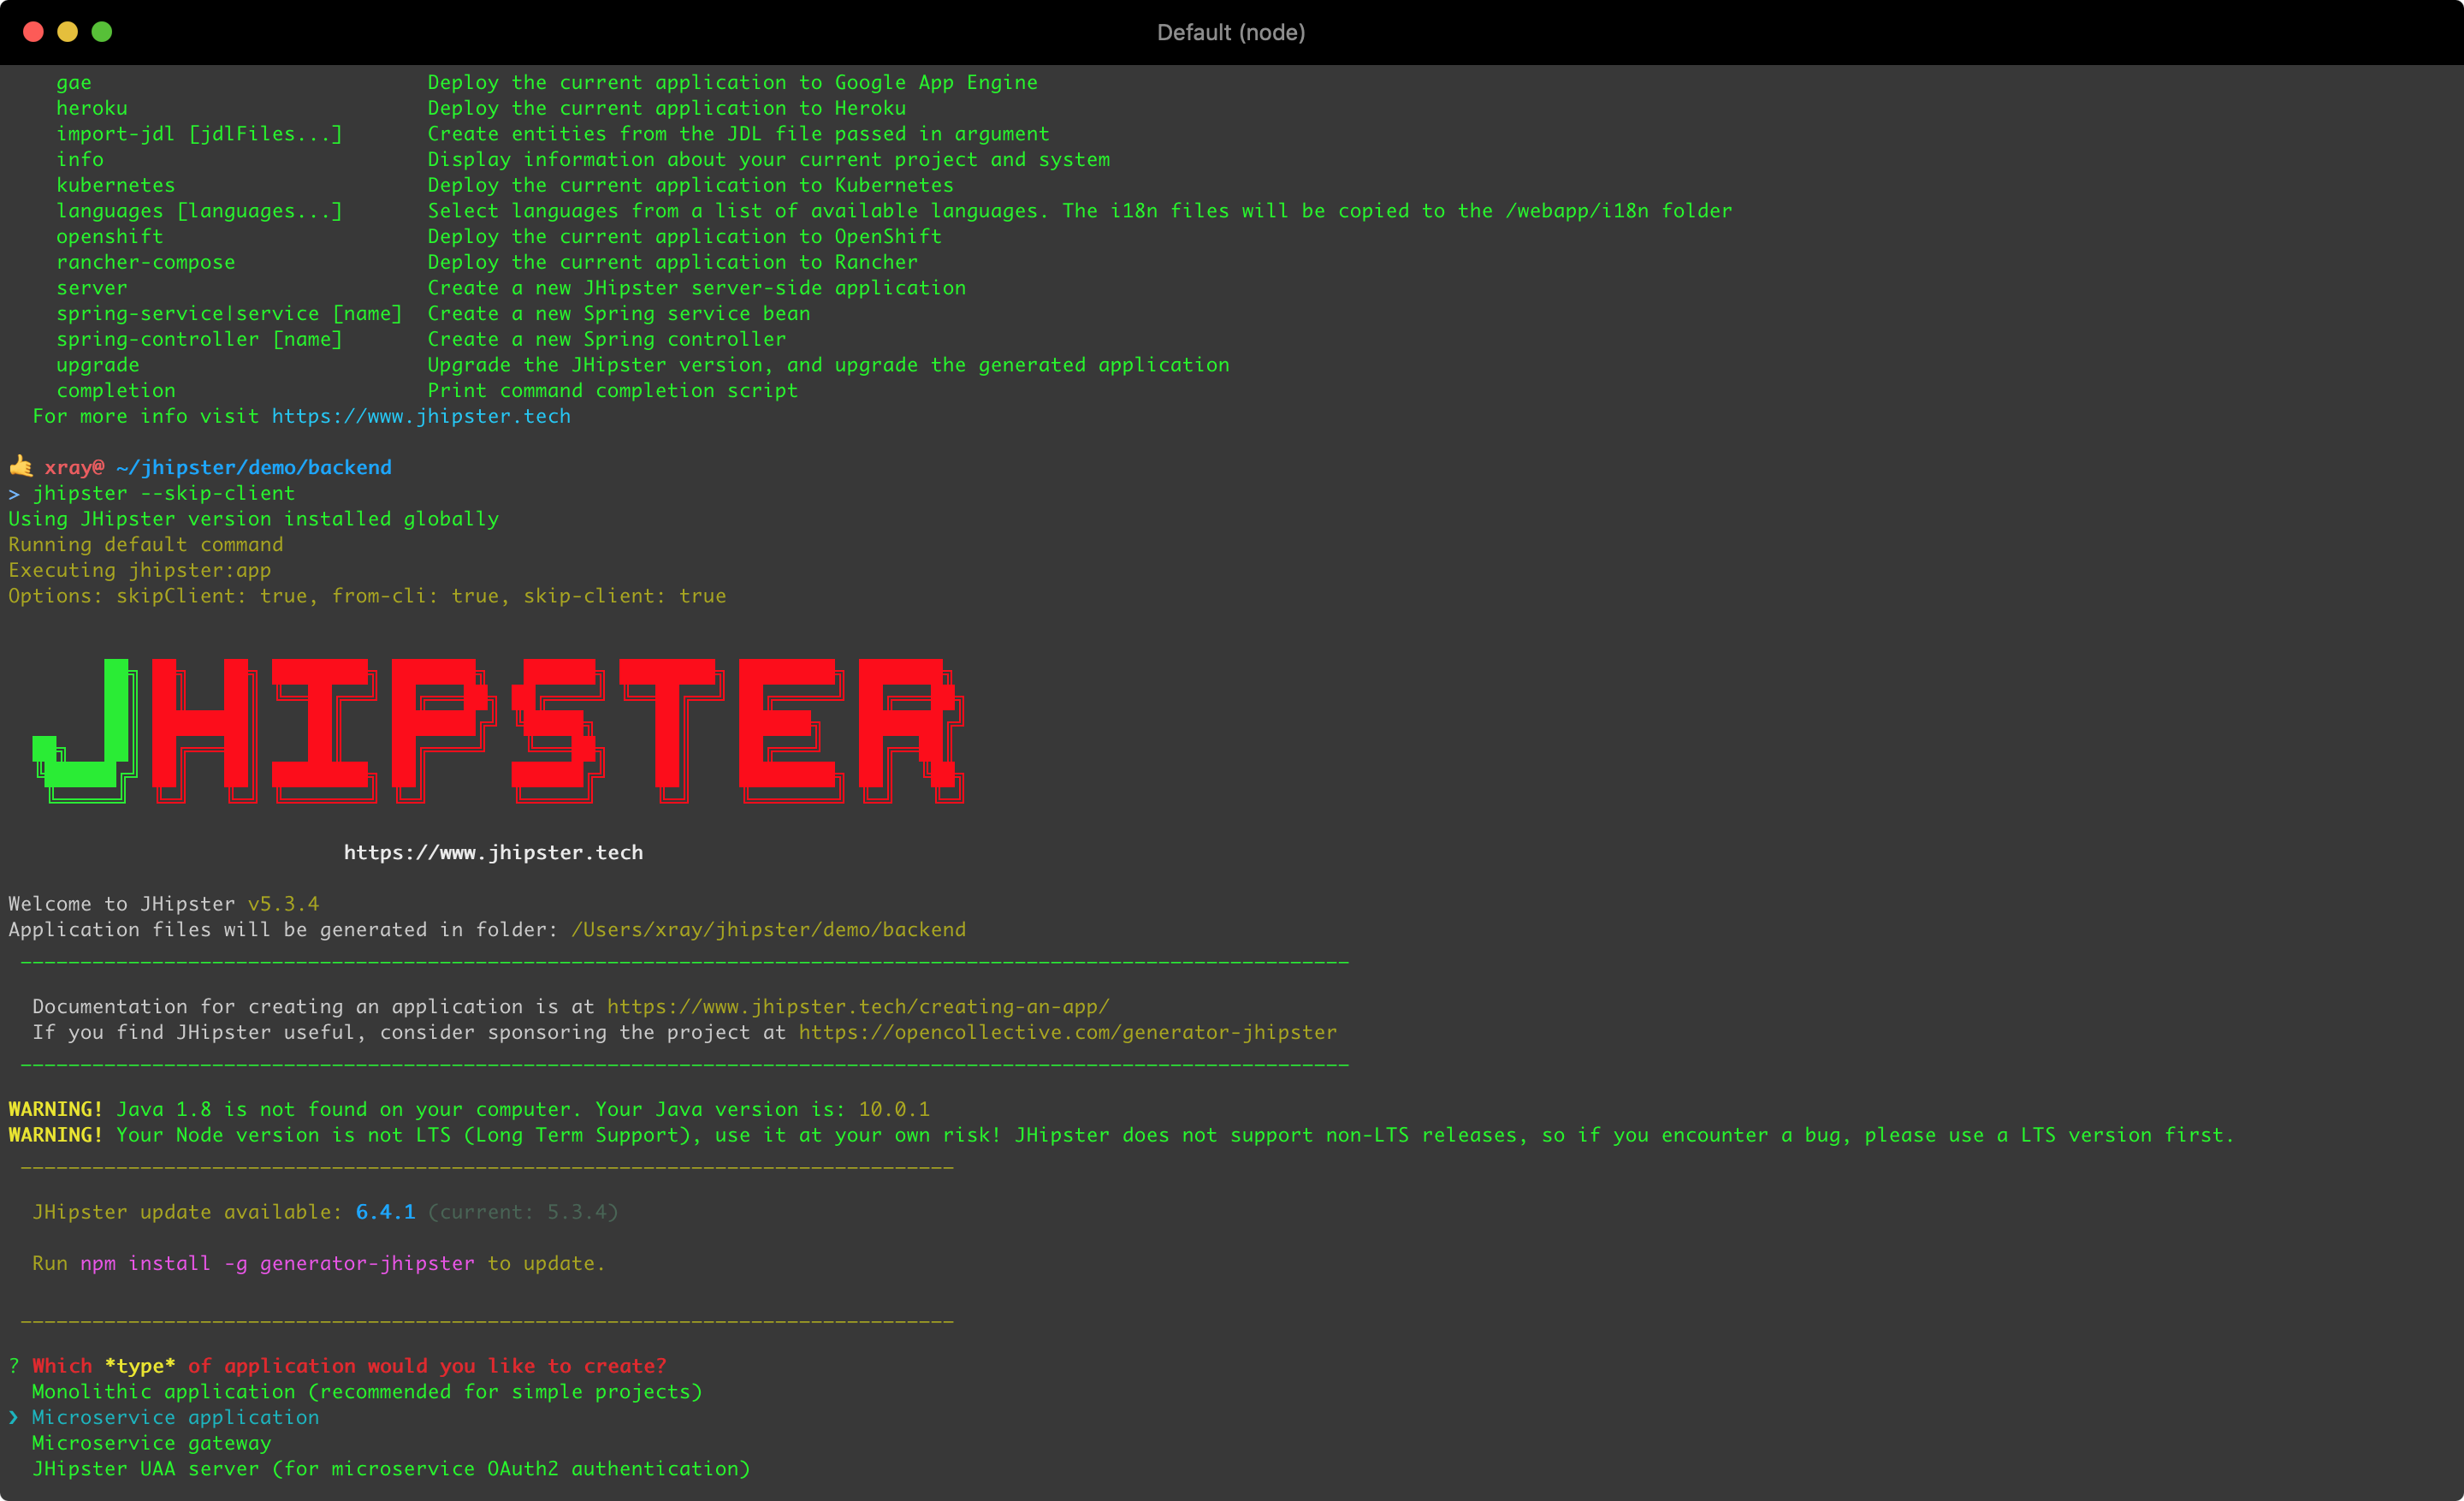 Default (node)
gae Deploy the current application to Google App Engine
heroku Deploy the current application to Heroku
import-jdl [jdlFiles...] Create entities from the JDL file passed in argument
info Display information about your current project and system
kubernetes Deploy the current application to Kubernetes
languages [languages...] Select languages from a list of available languages. The i18n files will be copied to the /webapp/i18n folder
openshift Deploy the current application to OpenShift
rancher-compose Deploy the current application to Rancher
server Create a new JHipster server-side application
spring-service|service [name] Create a new Spring service bean
spring-controller [name] Create a new Spring controller
upgrade Upgrade the JHipster version, and upgrade the generated application
completion Print command completion script
For more info visit https://www.jhipster.tech
🤙 xray@ ~/jhipster/demo/backend
> jhipster --skip-client
Using JHipster version installed globally
Running default command
Executing jhipster:app
Options: skipClient: true, from-cli: true, skip-client: true
JHIPSTER
https://www.jhipster.tech
Welcome to JHipster v5.3.4
Application files will be generated in folder: /Users/xray/jhipster/demo/backend
Documentation for creating an application is at https://www.jhipster.tech/creating-an-app/
If you find JHipster useful, consider sponsoring the project at https://opencollective.com/generator-jhipster
WARNING! Java 1.8 is not found on your computer. Your Java version is: 10.0.1
WARNING! Your Node version is not LTS (Long Term Support), use it at your own risk! JHipster does not support non-LTS releases, so if you encounter a bug, please use a LTS version first.
JHipster update available: 6.4.1 (current: 5.3.4)
Run npm install -g generator-jhipster to update.
? Which *type* of application would you like to create?
Monolithic application (recommended for simple projects)
❯ Microservice application
Microservice gateway
JHipster UAA server (for microservice OAuth2 authentication)